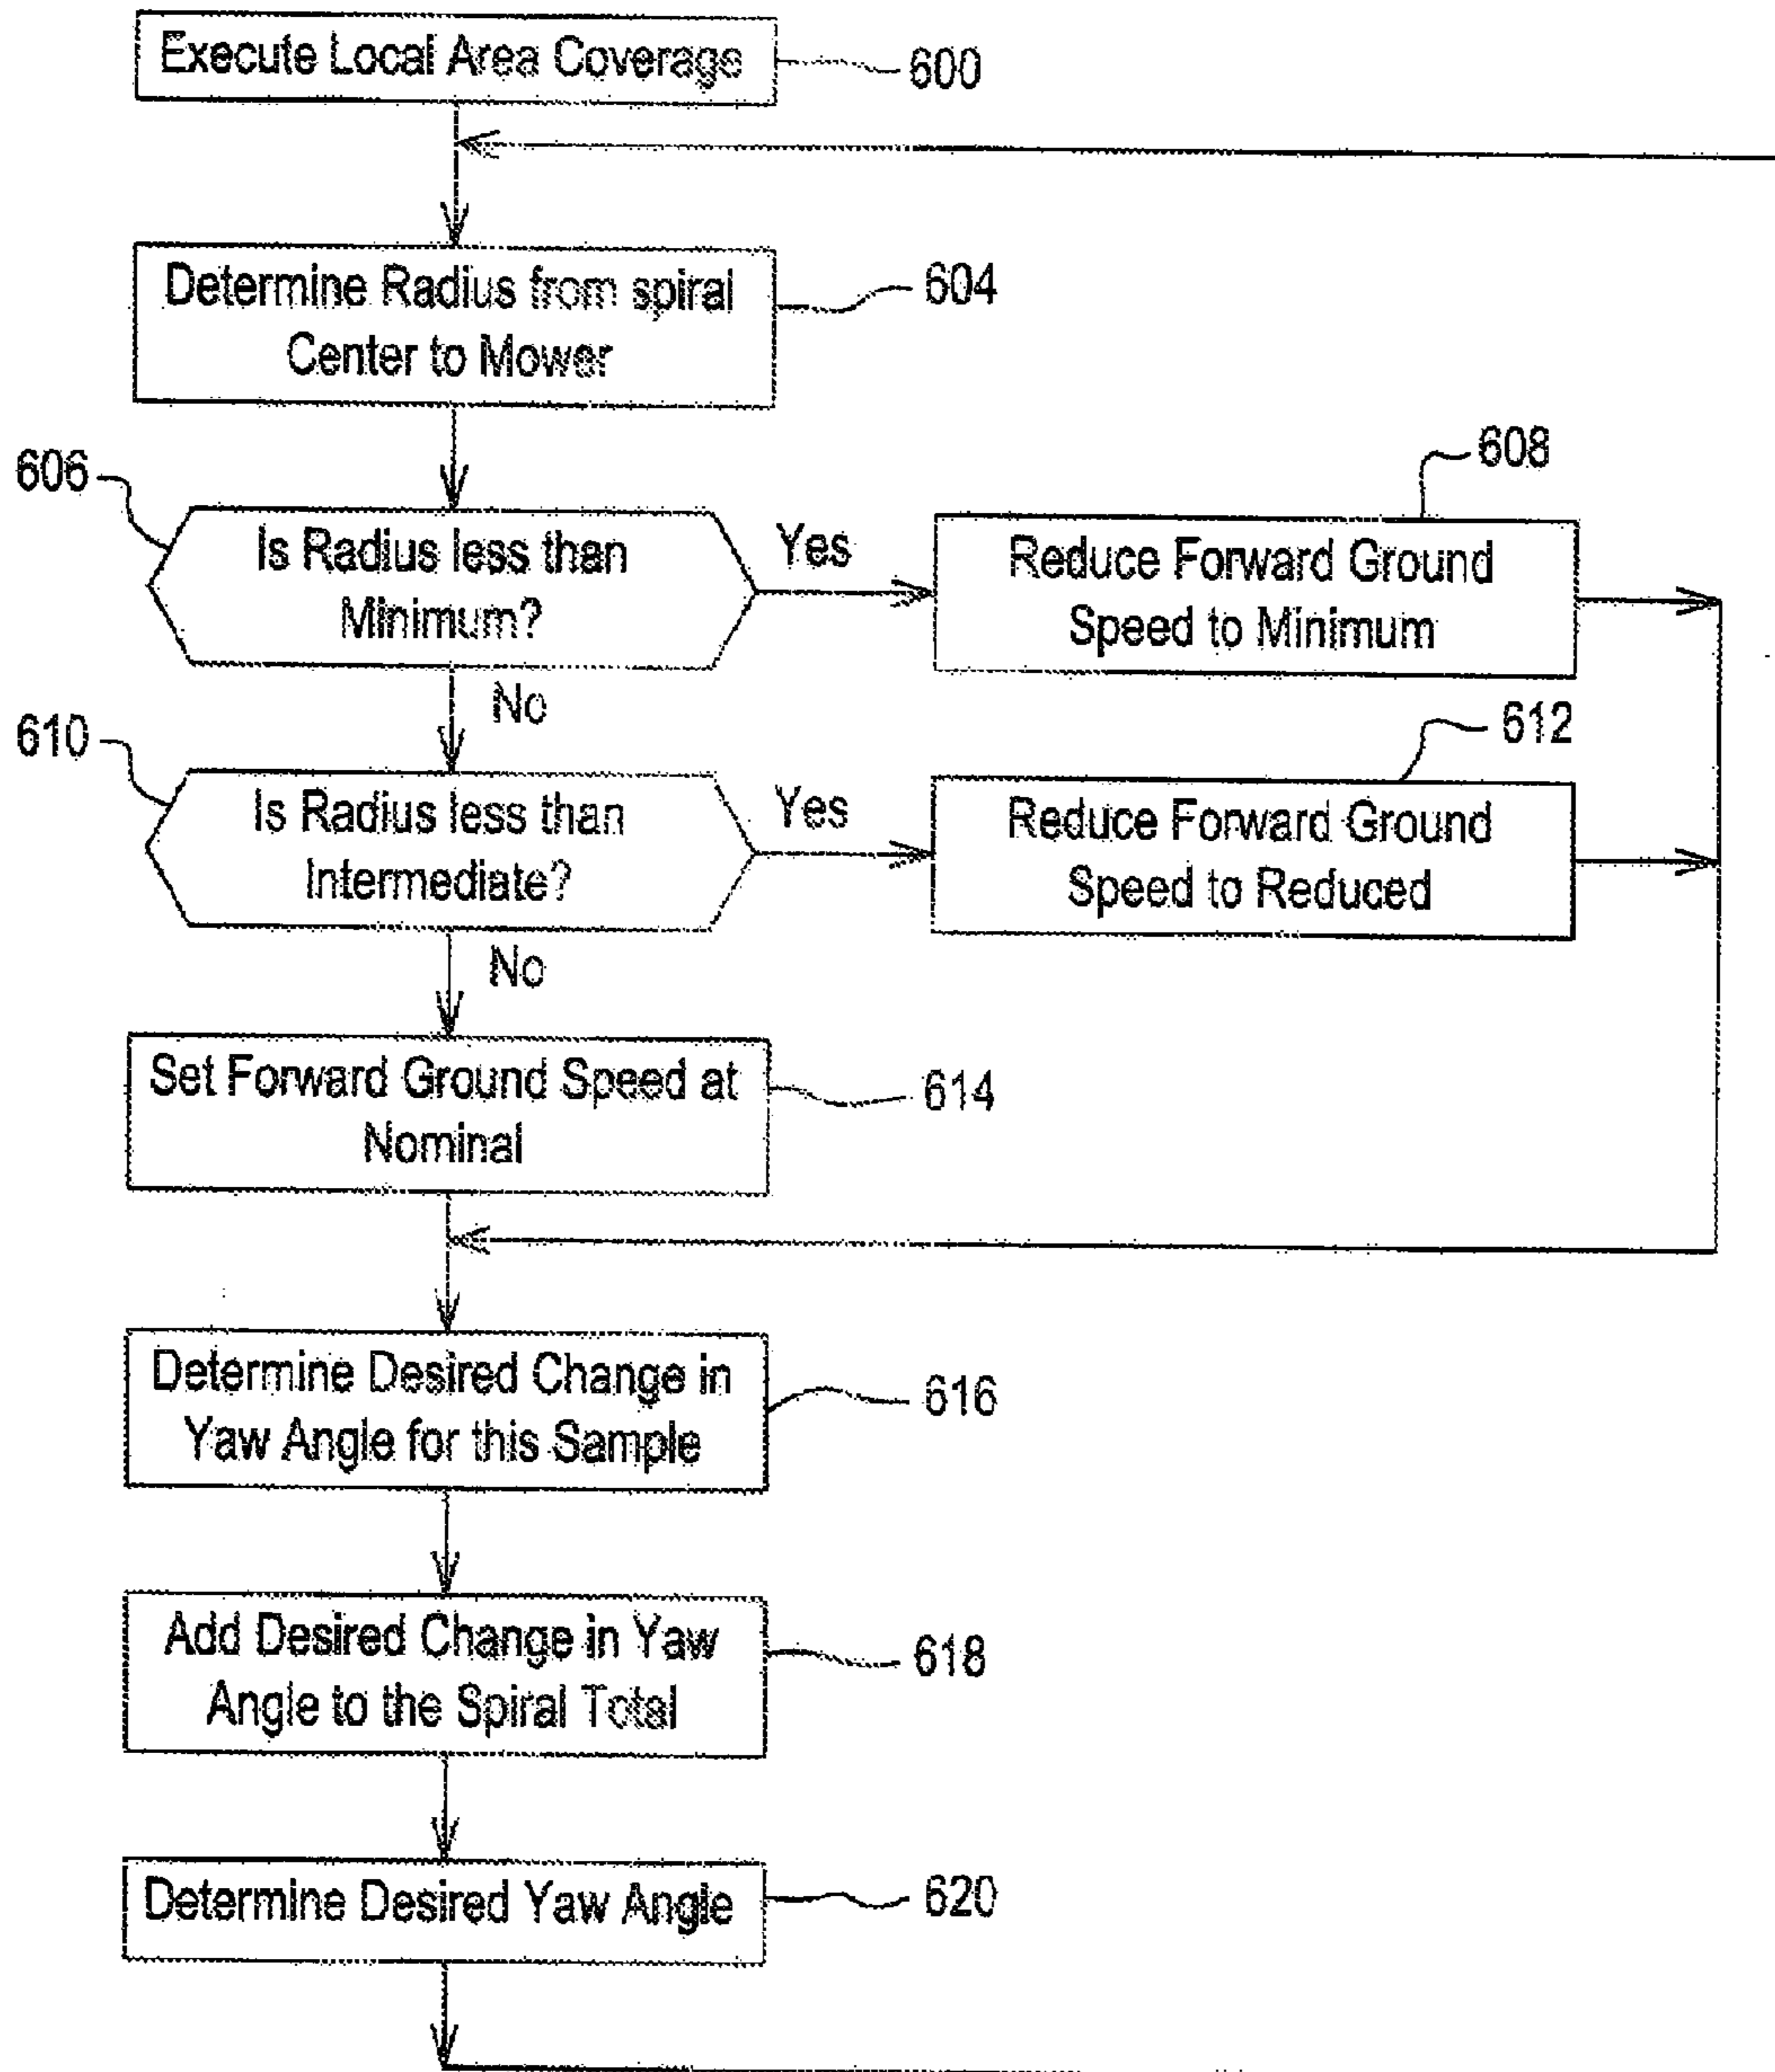 Execute Local Area Coverage
600
Determine Radius from spiral
Center to Mower
604
606
Is Radius less than
Minimum?
Yes
608
Reduce Forward Ground
Speed to Minimum
No
610
Is Radius less than
Intermediate?
Yes
612
Reduce Forward Ground
Speed to Reduced
No
Set Forward Ground Speed at
Nominal
614
Determine Desired Change in
Yaw Angle for this Sample
616
Add Desired Change in Yaw
Angle to the Spiral Total
618
Determine Desired Yaw Angle
620